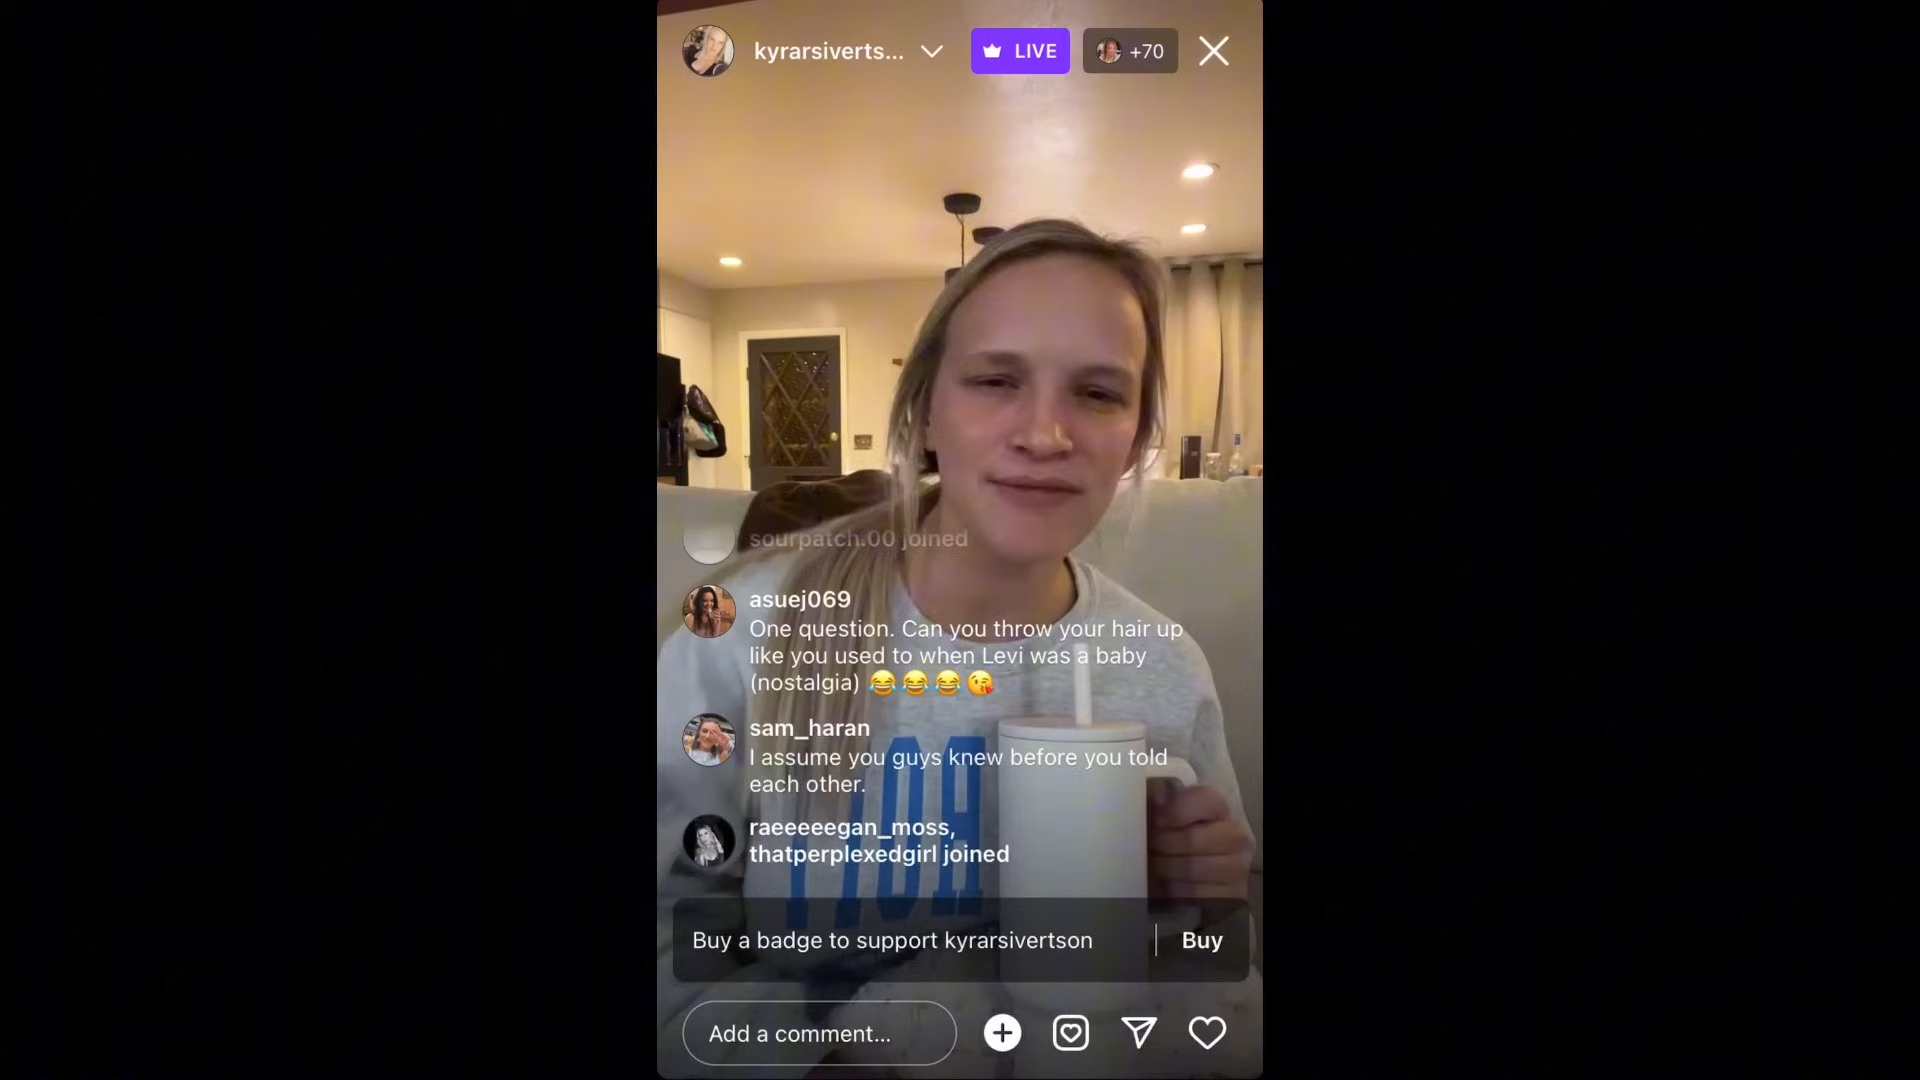 kyrarsiverts...
LIVE
+70
sourpatch.00 joined
asuej069
One question. Can you throw your hair up
like you used to when Levi was a baby
(nostalgia) 😂😂😂😘
sam_haran
I assume you guys knew before you told
each other.
raeeeeegan_moss,
thatperplexedgirl joined
Buy a badge to support kyrarsivertson
Buy
Add a comment...